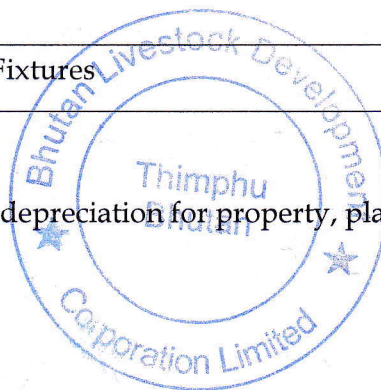 Fixtures
Bhutan Livestock Development
Thimphu
Bhutan
depreciation for property, pla
Corporation Limited